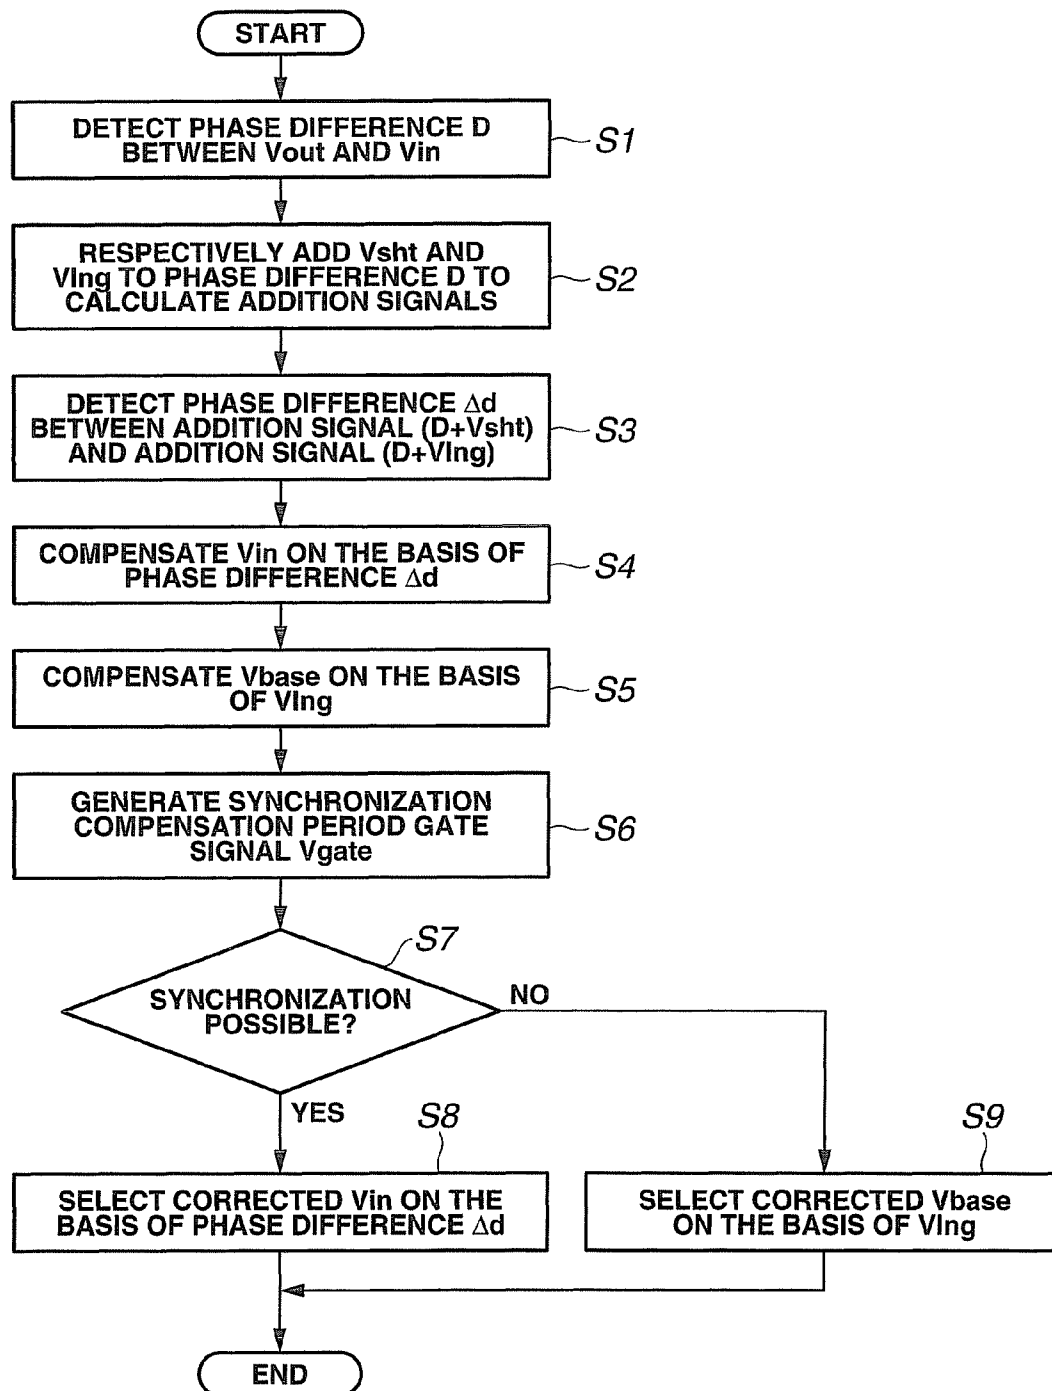 START
DETECT PHASE DIFFERENCE D
BETWEEN Vout AND Vin
S1
RESPECTIVELY ADD Vsht AND
Vlng TO PHASE DIFFERENCE D TO
CALCULATE ADDITION SIGNALS
S2
DETECT PHASE DIFFERENCE Δd
BETWEEN ADDITION SIGNAL (D+Vsht)
AND ADDITION SIGNAL (D+Vlng)
S3
COMPENSATE Vin ON THE BASIS OF
PHASE DIFFERENCE Δd
S4
COMPENSATE Vbase ON THE BASIS
OF Vlng
S5
GENERATE SYNCHRONIZATION
COMPENSATION PERIOD GATE
SIGNAL Vgate
S6
S7
SYNCHRONIZATION
POSSIBLE?
NO
YES
S8
SELECT CORRECTED Vin ON THE
BASIS OF PHASE DIFFERENCE Δd
S9
SELECT CORRECTED Vbase
ON THE BASIS OF Vlng
END